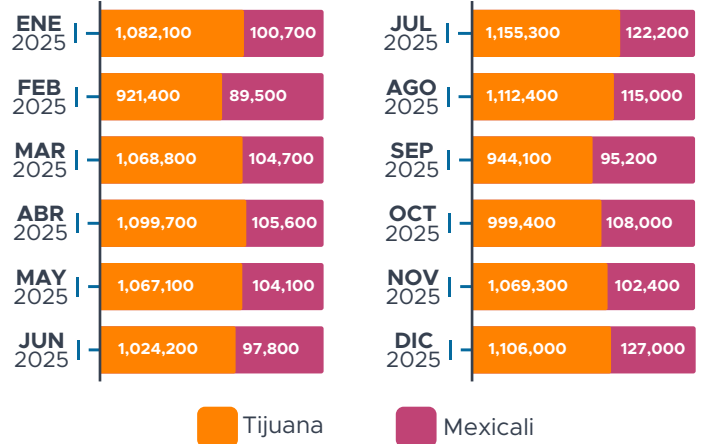 ENE
2025
1,082,100 100,700
FEB
2025
921,400 89,500
MAR
2025
1,068,800 104,700
ABR
2025
1,099,700 105,600
MAY
2025
1,067,100 104,100
JUN
2025
1,024,200 97,800
JUL
2025
1,155,300 122,200
AGO
2025
1,112,400 115,000
SEP
2025
944,100 95,200
OCT
2025
999,400 108,000
NOV
2025
1,069,300 102,400
DIC
2025
1,106,000 127,000
Tijuana Mexicali